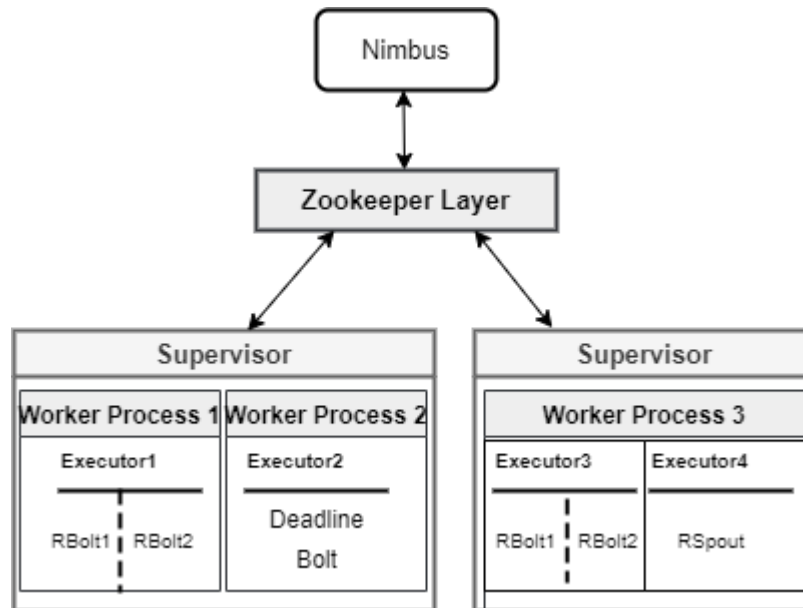 Nimbus
Zookeeper Layer
Supervisor
Worker Process 1
Worker Process 2
Executor1
RBolt1
RBolt2
Executor2
Deadline
Bolt
Supervisor
Worker Process 3
Executor3
RBolt1
RBolt2
Executor4
RSpout